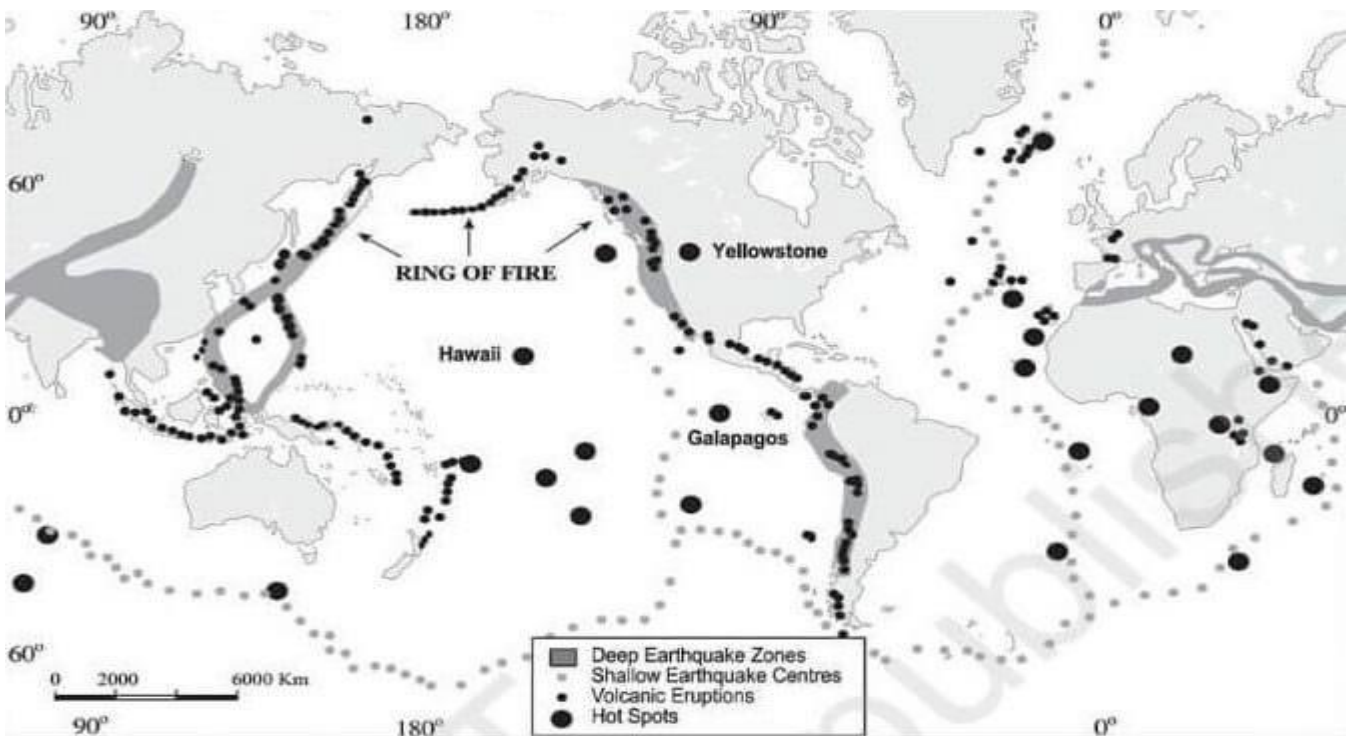 90° 180° 90° 0°
60°
RING OF FIRE
Yellowstone
Hawaii
0° 0°
Galapagos
60°
Deep Earthquake Zones
Shallow Earthquake Centres
Volcanic Eruptions
Hot Spots
0 2000 6000 Km
90° 180° 0°